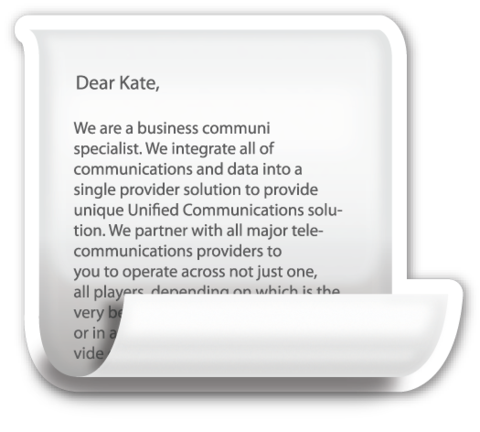 Dear Kate,
We are a business communi
specialist. We integrate all of
communications and data into a
single provider solution to provide
unique Unified Communications solu-
tion. We partner with all major tele-
communications providers to
you to operate across not just one,
all players, depending on which is the
very be
or in a
vide